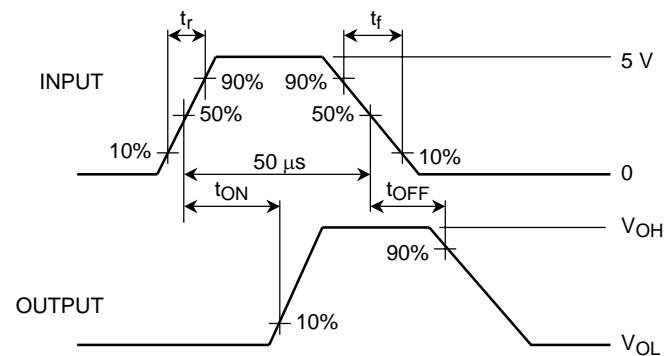 tr
tf
5 V
INPUT
90%
90%
50%
50%
10%
10%
50 μs
0
tON
tOFF
VOH
90%
OUTPUT
10%
VOL